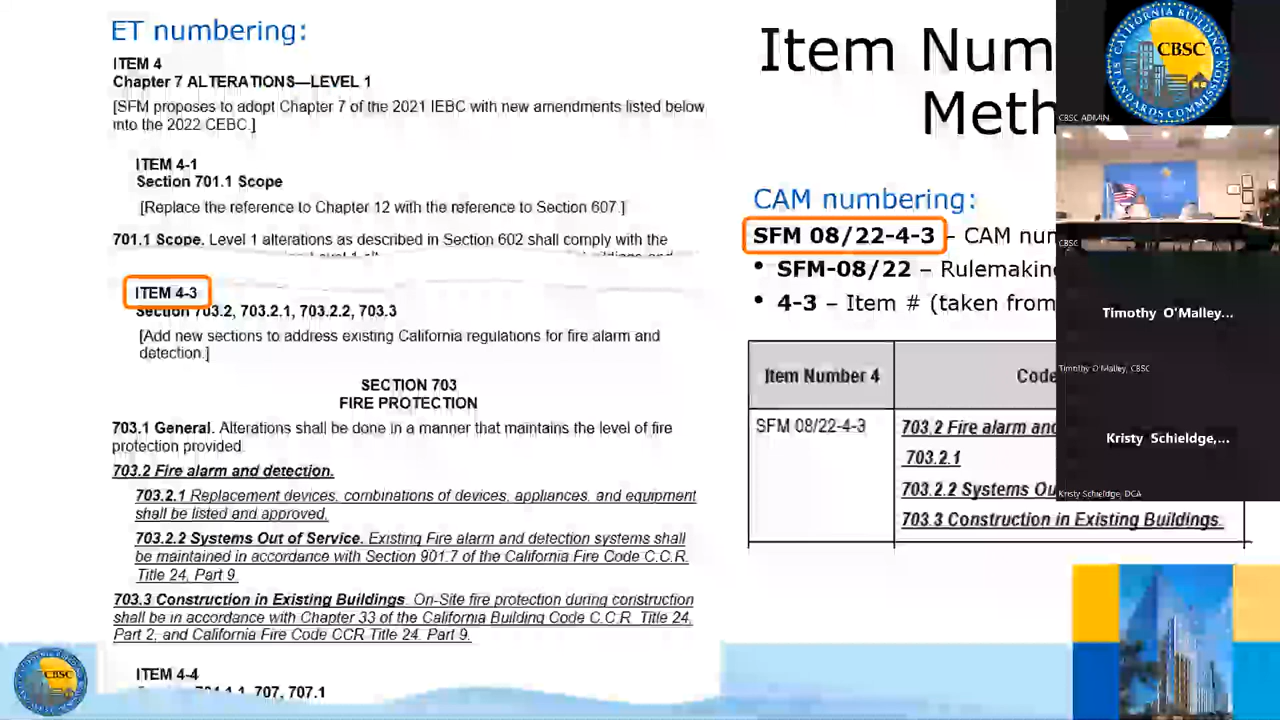 ET numbering:
ITEM 4
Chapter 7 ALTERATIONS—LEVEL 1
[SFM proposes to adopt Chapter 7 of the 2021 IEBC with new amendments listed below
into the 2022 CEBC.]
ITEM 4-1
Section 701.1 Scope
[Replace the reference to Chapter 12 with the reference to Section 607.]
701.1 Scope. Level 1 alterations as described in Section 602 shall comply with the
ITEM 4-3
Section 703.2, 703.2.1, 703.2.2, 703.3
[Add new sections to address existing California regulations for fire alarm and
detection.]
SECTION 703
FIRE PROTECTION
703.1 General. Alterations shall be done in a manner that maintains the level of fire
protection provided.
703.2 Fire alarm and detection.
703.2.1 Replacement devices, combinations of devices, appliances, and equipment
shall be listed and approved.
703.2.2 Systems Out of Service. Existing Fire alarm and detection systems shall
be maintained in accordance with Section 901.7 of the California Fire Code C.C.R.
Title 24, Part 9.
703.3 Construction in Existing Buildings. On-Site fire protection during construction
shall be in accordance with Chapter 33 of the California Building Code C.C.R. Title 24,
Part 2, and California Fire Code CCR Title 24. Part 9.
ITEM 4-4
707, 707.1
CBSC
Item Num
Meth
CAM numbering:
SFM 08/22-4-3 – CAM num
• SFM-08/22 – Rulemaking
• 4-3 – Item # (taken from
Item Number 4
Code
SFM 08/22-4-3
703.2 Fire alarm and
703.2.1
703.2.2 Systems Ou
703.3 Construction in Existing Buildings.
CALIFORNIA BUILDING
STANDARDS COMMISSION
CBSC
CBSC ADMIN
CBSC
Timothy O'Malley...
Timothy O'Malley, CBSC
Kristy Schieldge,...
Kristy Schieldge, DCA